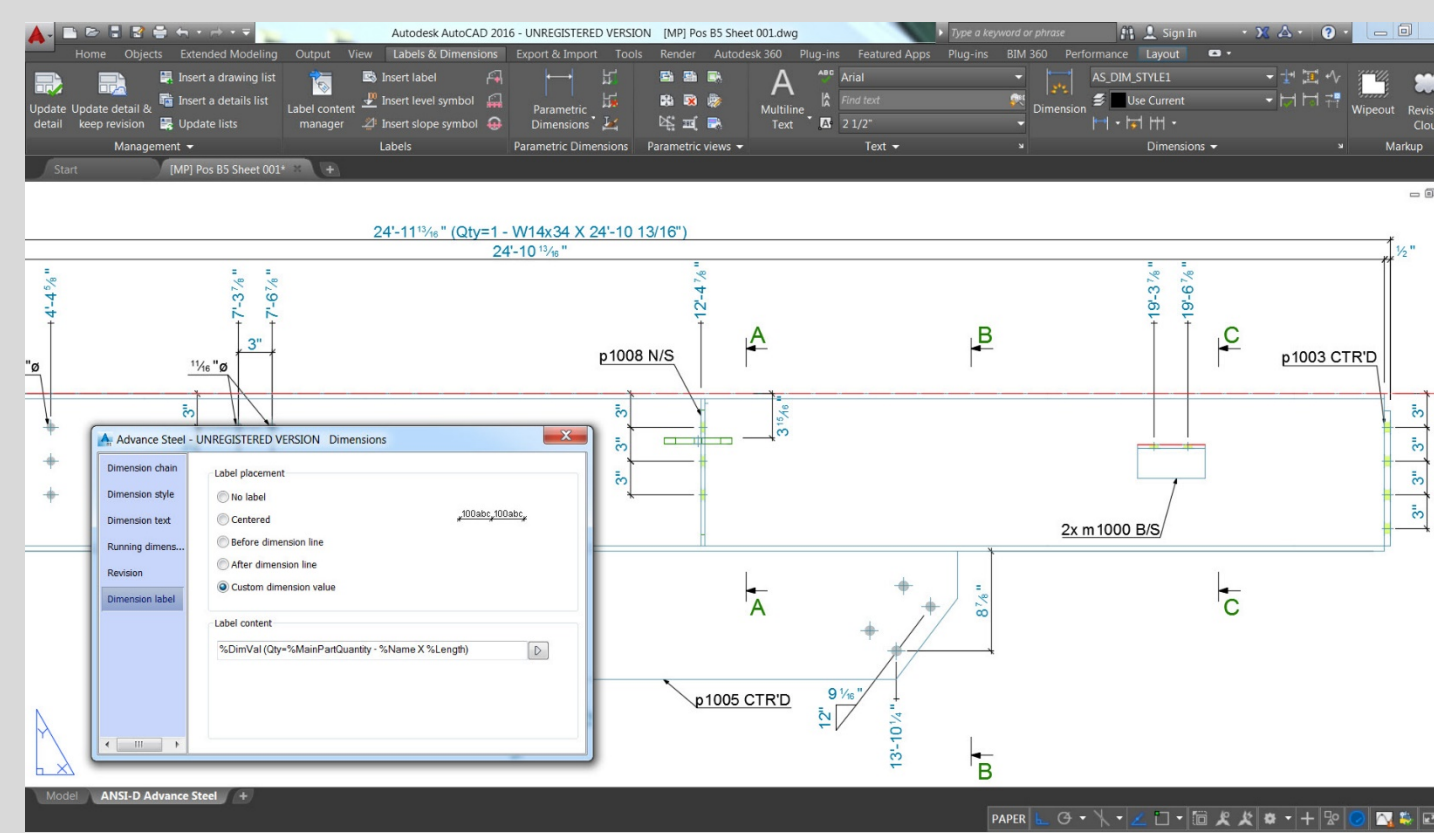 Autodesk AutoCAD 2016 - UNREGISTERED VERSION [MP] Pos B5 Sheet 001.dwg
Type a keyword or phrase
Sign In
Home Objects Extended Modeling Output View Labels & Dimensions Export & Import Tools Render Autodesk 360 Plug-ins Featured Apps Plug-ins BIM 360 Performance Layout
Insert a drawing list
Insert label
Arial
AS_DIM_STYLE1
Insert a details list
Insert level symbol
Find text
Use Current
Update lists
Insert slope symbol
2 1/2"
Update detail
Update detail & keep revision
Label content manager
Parametric Dimensions
Multiline Text
Dimension
Wipeout
Revis
Clou
Management
Labels
Parametric Dimensions
Parametric views
Text
Dimensions
Markup
Start
[MP] Pos B5 Sheet 001*
24'-11 13/16" (Qty=1 - W14x34 X 24'-10 13/16")
24'-10 13/16"
1/2"
4'-4 5/8"
7'-3 7/8"
7'-6 7/8"
12'-4 7/8"
19'-3 7/8"
19'-6 7/8"
3"
A
B
C
"ø
11/16"ø
p1008 N/S
p1003 CTR'D
3"
3"
3"
3"
3 15/16"
3"
3"
3"
3"
2x m1000 B/S
A
C
8 7/8"
p1005 CTR'D
9 1/16"
12"
13'-10 1/4"
B
Advance Steel - UNREGISTERED VERSION Dimensions
X
Dimension chain
Dimension style
Dimension text
Running dimens...
Revision
Dimension label
Label placement
No label
Centered
Before dimension line
After dimension line
Custom dimension value
100abc 100abc
Label content
%DimVal (Qty=%MainPartQuantity - %Name X %Length)
Y
X
Model
ANSI-D Advance Steel
PAPER